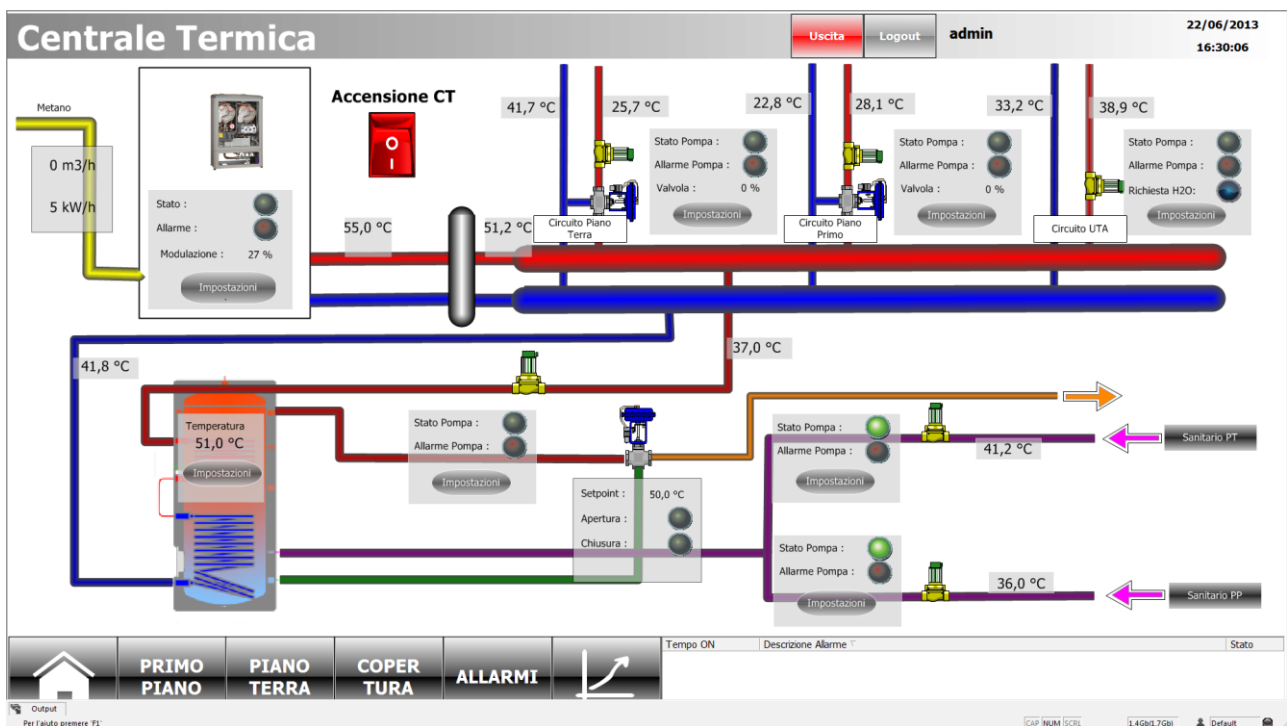 Centrale Termica
Uscita
Logout
admin
22/06/2013
16:30:06
Metano
0 m3/h
5 kW/h
Stato :
Allarme :
Modulazione : 27 %
Impostazioni
Accensione CT
O
I
55,0 °C
51,2 °C
41,7 °C
25,7 °C
Stato Pompa :
Allarme Pompa :
Valvola : 0 %
Impostazioni
Circuito Piano
Terra
22,8 °C
28,1 °C
Stato Pompa :
Allarme Pompa :
Valvola : 0 %
Impostazioni
Circuito Piano
Primo
33,2 °C
38,9 °C
Stato Pompa :
Allarme Pompa :
Richiesta H2O:
Impostazioni
Circuito UTA
41,8 °C
37,0 °C
Temperatura
51,0 °C
Impostazioni
Stato Pompa :
Allarme Pompa :
Impostazioni
Setpoint : 50,0 °C
Apertura :
Chiusura :
Stato Pompa :
Allarme Pompa :
Impostazioni
41,2 °C
Sanitario PT
Stato Pompa :
Allarme Pompa :
Impostazioni
36,0 °C
Sanitario PP
PRIMO
PIANO
PIANO
TERRA
COPER
TURA
ALLARMI
Tempo ON
Descrizione Allarme
Stato
Output
Per l'aiuto premere 'F1'
CAP NUM SCRL
1.4Gb(1.7Gb)
Default